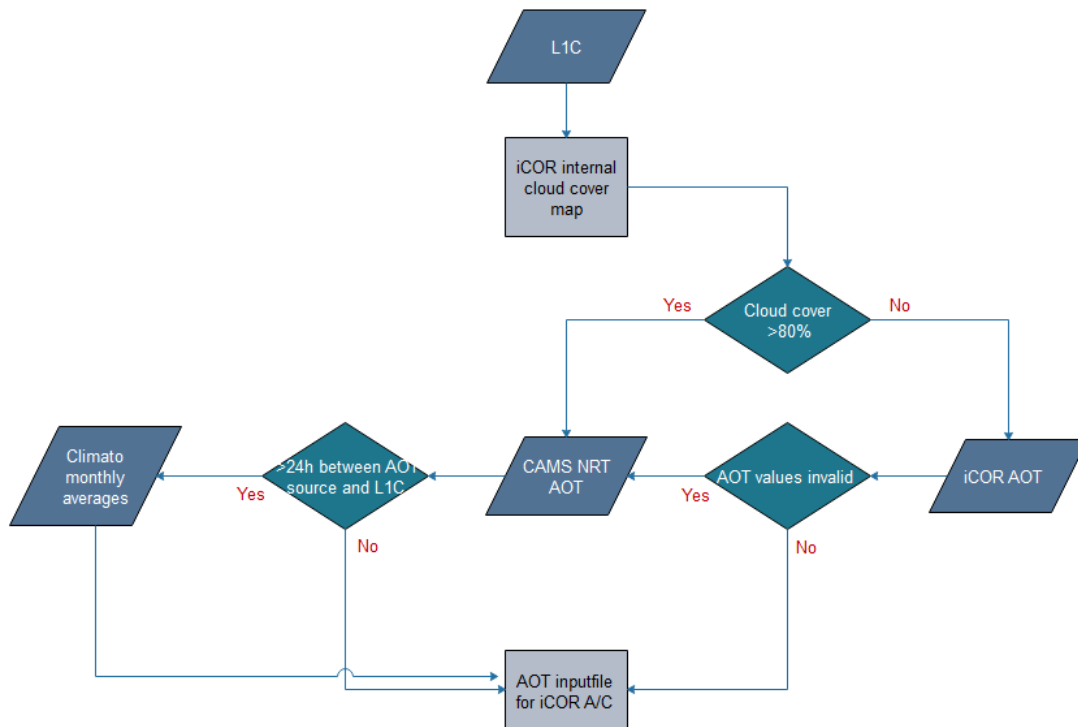 L1C
iCOR internal
cloud cover
map
Yes
Cloud cover
>80%
No
Climato
monthly
averages
Yes
>24h between AOT
source and L1C
No
CAMS NRT
AOT
Yes
AOT values invalid
No
iCOR AOT
AOT inputfile
for iCOR A/C